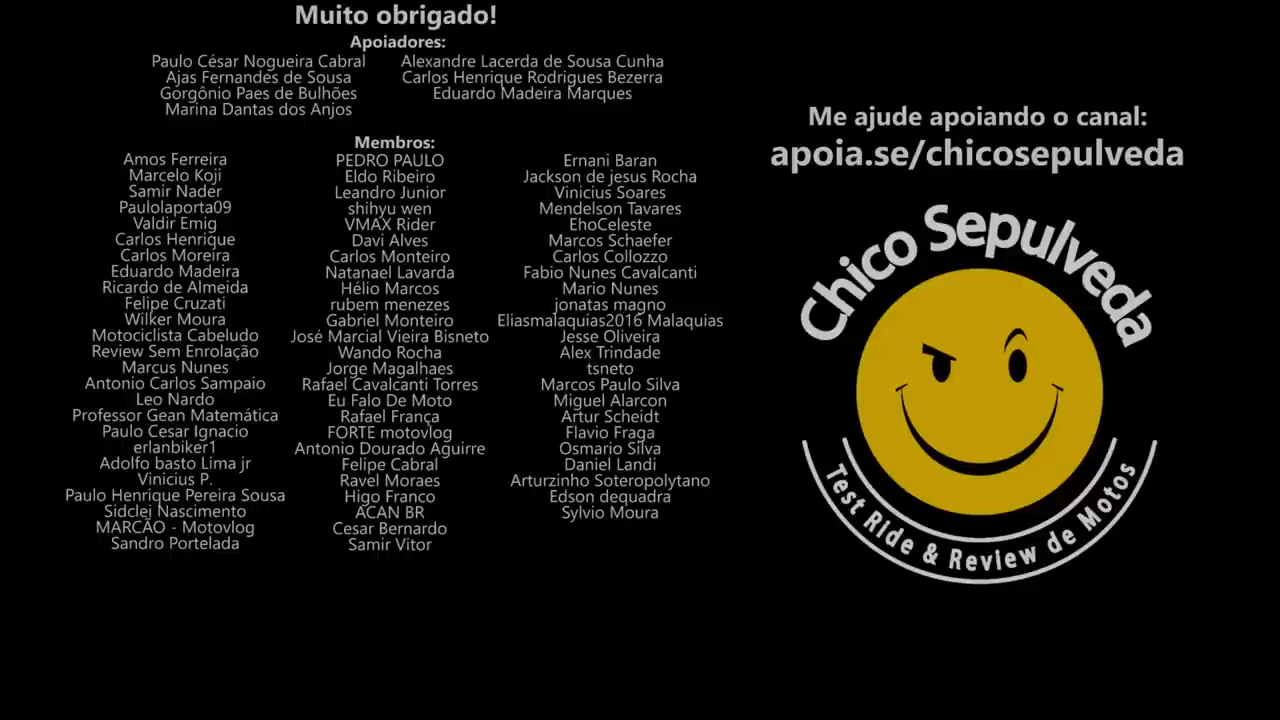 Muito obrigado!
Apoiadores:
Paulo César Nogueira Cabral
Ajas Fernandes de Sousa
Gorgônio Paes de Bulhões
Marina Dantas dos Anjos
Alexandre Lacerda de Sousa Cunha
Carlos Henrique Rodrigues Bezerra
Eduardo Madeira Marques
Membros:
Amos Ferreira
Marcelo Koji
Samir Nader
Paulolaporta09
Valdir Emig
Carlos Henrique
Carlos Moreira
Eduardo Madeira
Ricardo de Almeida
Felipe Cruzati
Wilker Moura
Motociclista Cabeludo
Review Sem Enrolação
Marcus Nunes
Antonio Carlos Sampaio
Leo Nardo
Professor Gean Matemática
Paulo Cesar Ignacio
erlanbiker1
Adolfo basto Lima jr
Vinicius P.
Paulo Henrique Pereira Sousa
Sidclei Nascimento
MARCÃO - Motovlog
Sandro Portelada
PEDRO PAULO
Eldo Ribeiro
Leandro Junior
shihyu wen
VMAX Rider
Davi Alves
Carlos Monteiro
Natanael Lavarda
Hélio Marcos
rubem menezes
Gabriel Monteiro
José Marcial Vieira Bisneto
Wando Rocha
Jorge Magalhaes
Rafael Cavalcanti Torres
Eu Falo De Moto
Rafael França
FORTE motovlog
Antonio Dourado Aguirre
Felipe Cabral
Ravel Moraes
Higo Franco
ACAN BR
Cesar Bernardo
Samir Vitor
Ernani Baran
Jackson de jesus Rocha
Vinicius Soares
Mendelson Tavares
EhoCeleste
Marcos Schaefer
Carlos Collozzo
Fabio Nunes Cavalcanti
Mario Nunes
jonatas magno
Eliasmalaquias2016 Malaquias
Jesse Oliveira
Alex Trindade
tsneto
Marcos Paulo Silva
Miguel Alarcon
Artur Scheidt
Flavio Fraga
Osmario Silva
Daniel Landi
Arturzinho Soteropolytano
Edson dequadra
Sylvio Moura
Me ajude apoiando o canal:
apoia.se/chicosepulveda
Chico Sepulveda
Test Ride & Review de Motos